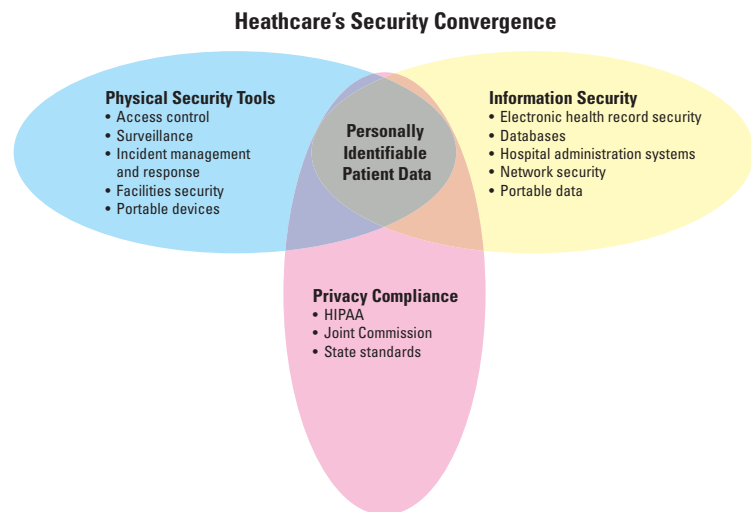 Heathcare's Security Convergence
Physical Security Tools
• Access control
• Surveillance
• Incident management
and response
• Facilities security
• Portable devices
Personally
Identifiable
Patient Data
Information Security
• Electronic health record security
• Databases
• Hospital administration systems
• Network security
• Portable data
Privacy Compliance
• HIPAA
• Joint Commission
• State standards